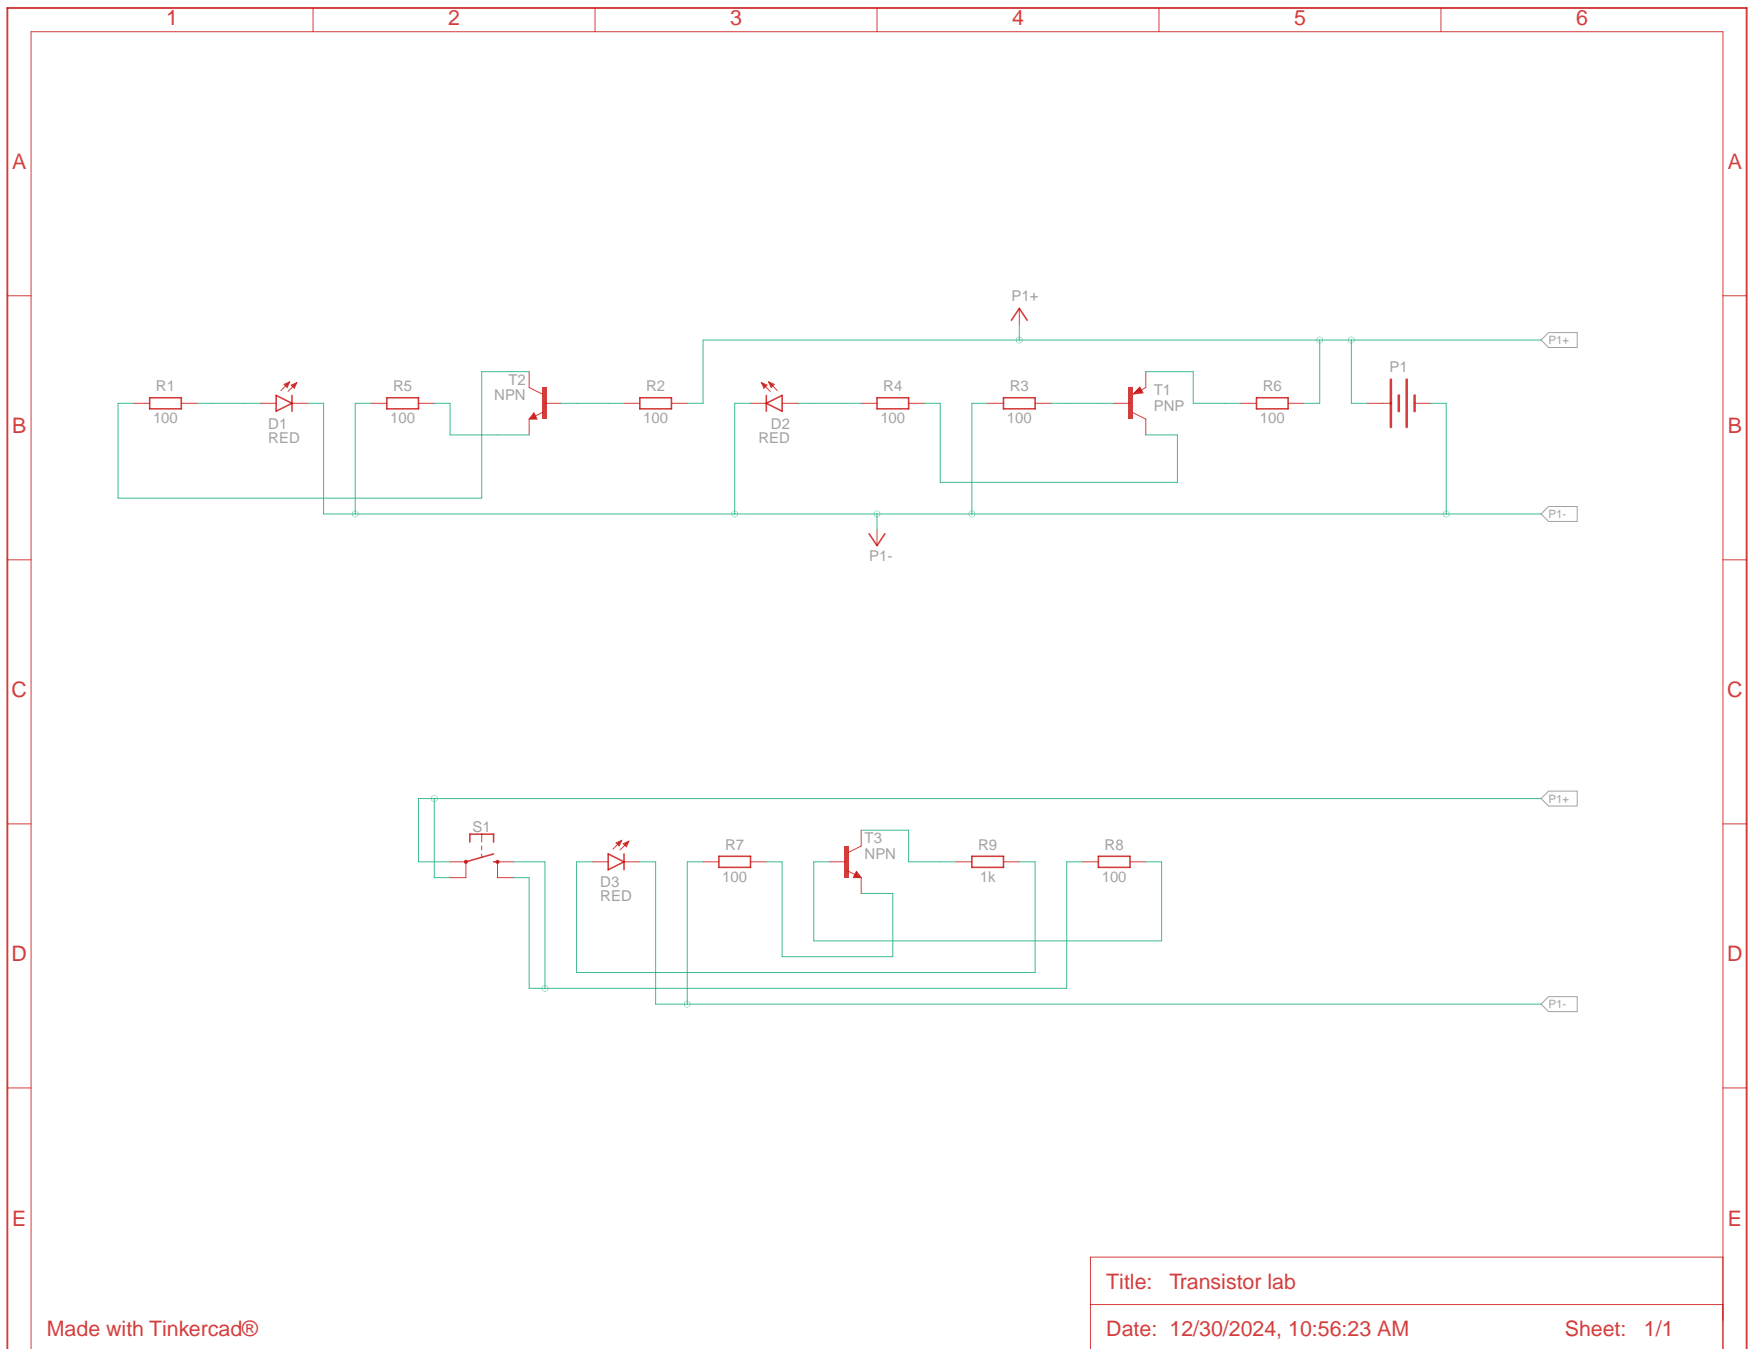 1 2 3 4 5 6
A A
P1+
P1+
P1
R1 R5 T2 R2 R4 R3 T1 R6
NPN PNP
100 100 100 100 100 100
D1 D2
RED RED
B B
P1-
P1-
C C
P1+
S1
T3
R7 NPN R9 R8
100 1k 100
D3
RED
D D
P1-
E E
Title: Transistor lab
Made with Tinkercad®
Date: 12/30/2024, 10:56:23 AM Sheet: 1/1